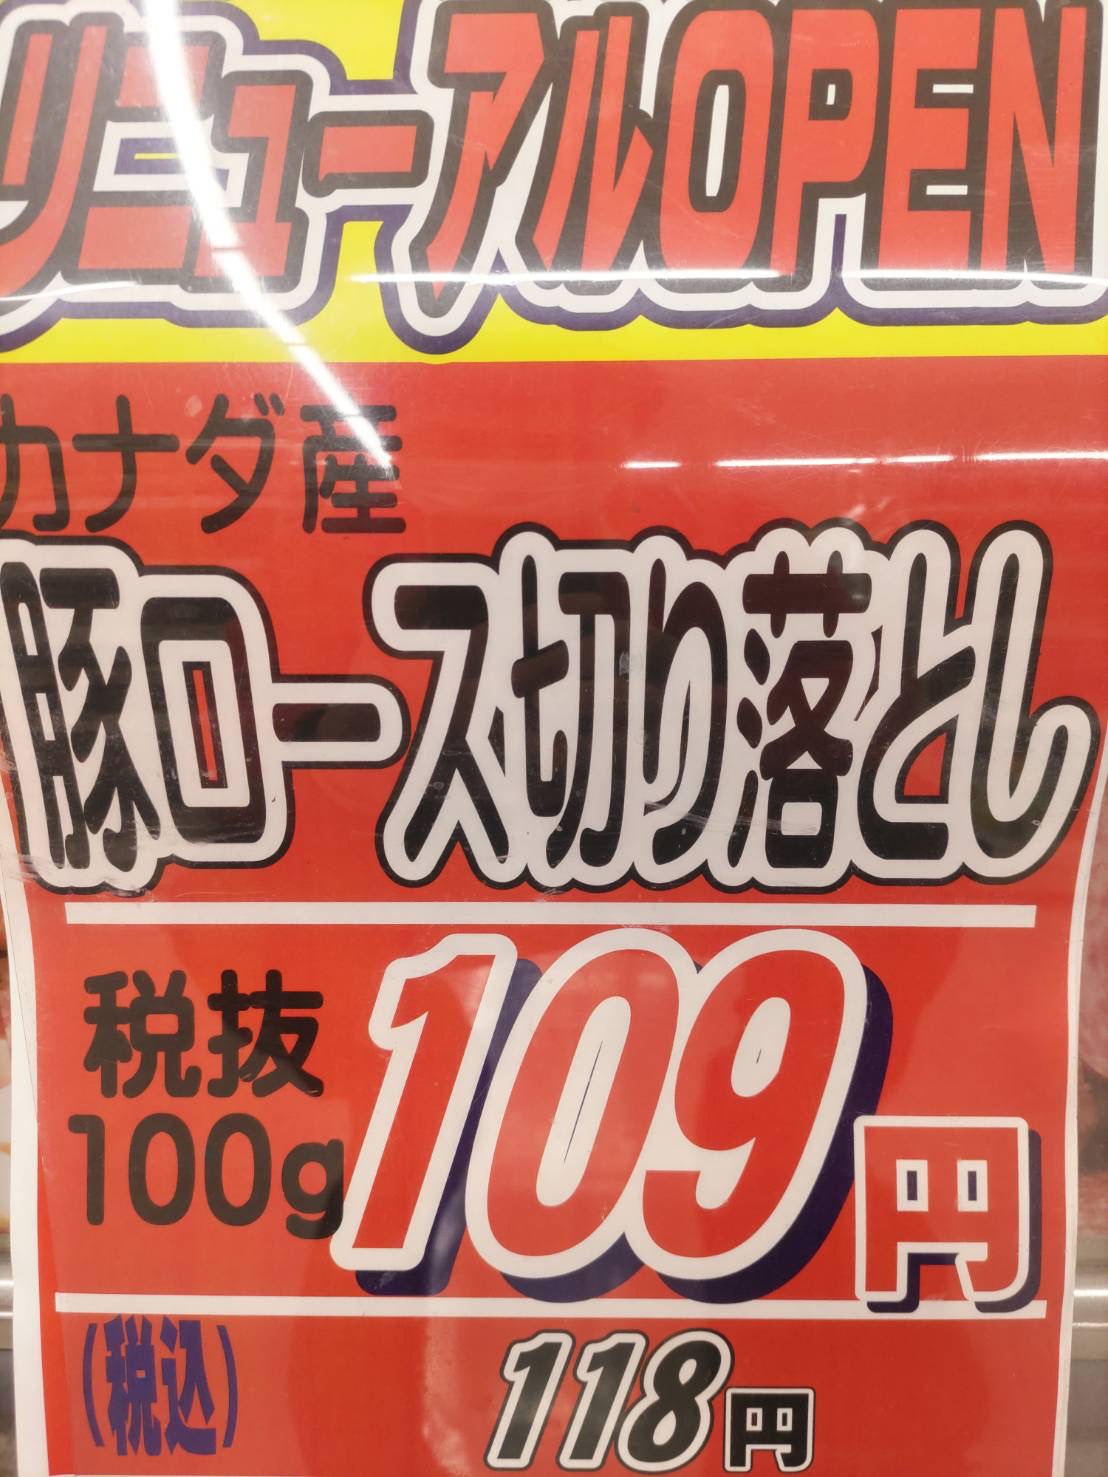 リニューアルOPEN
カナダ産
豚ロース切り落とし
税抜
100g
109円
(税込)
118円